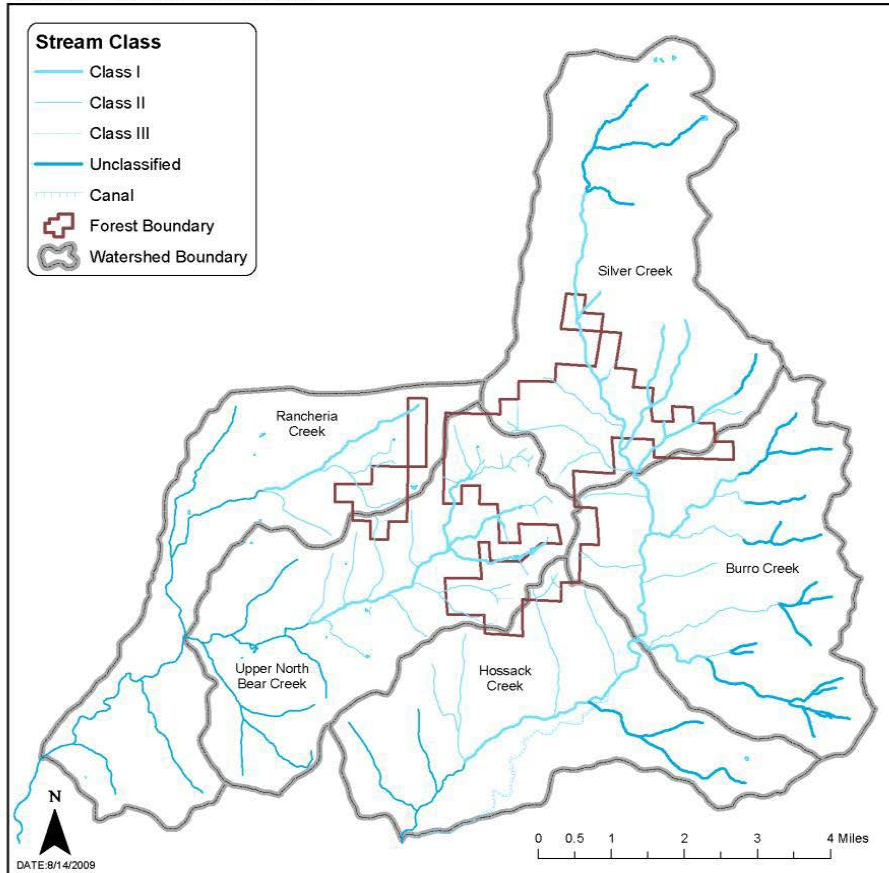 Stream Class
Class I
Class II
Class III
Unclassified
Canal
Forest Boundary
Watershed Boundary
Silver Creek
Rancheria
Creek
Burro Creek
Upper North
Bear Creek
Hossack
Creek
N
DATE:8/14/2009
0 0.5 1 2 3 4 Miles